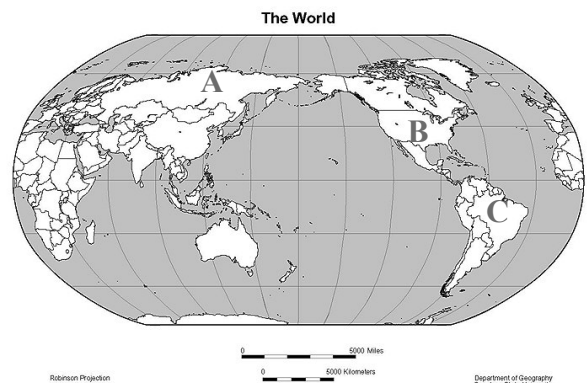 The World
A
B
C
0 5000 Miles
0 5000 Kilometers
Robinson Projection
Department of Geography